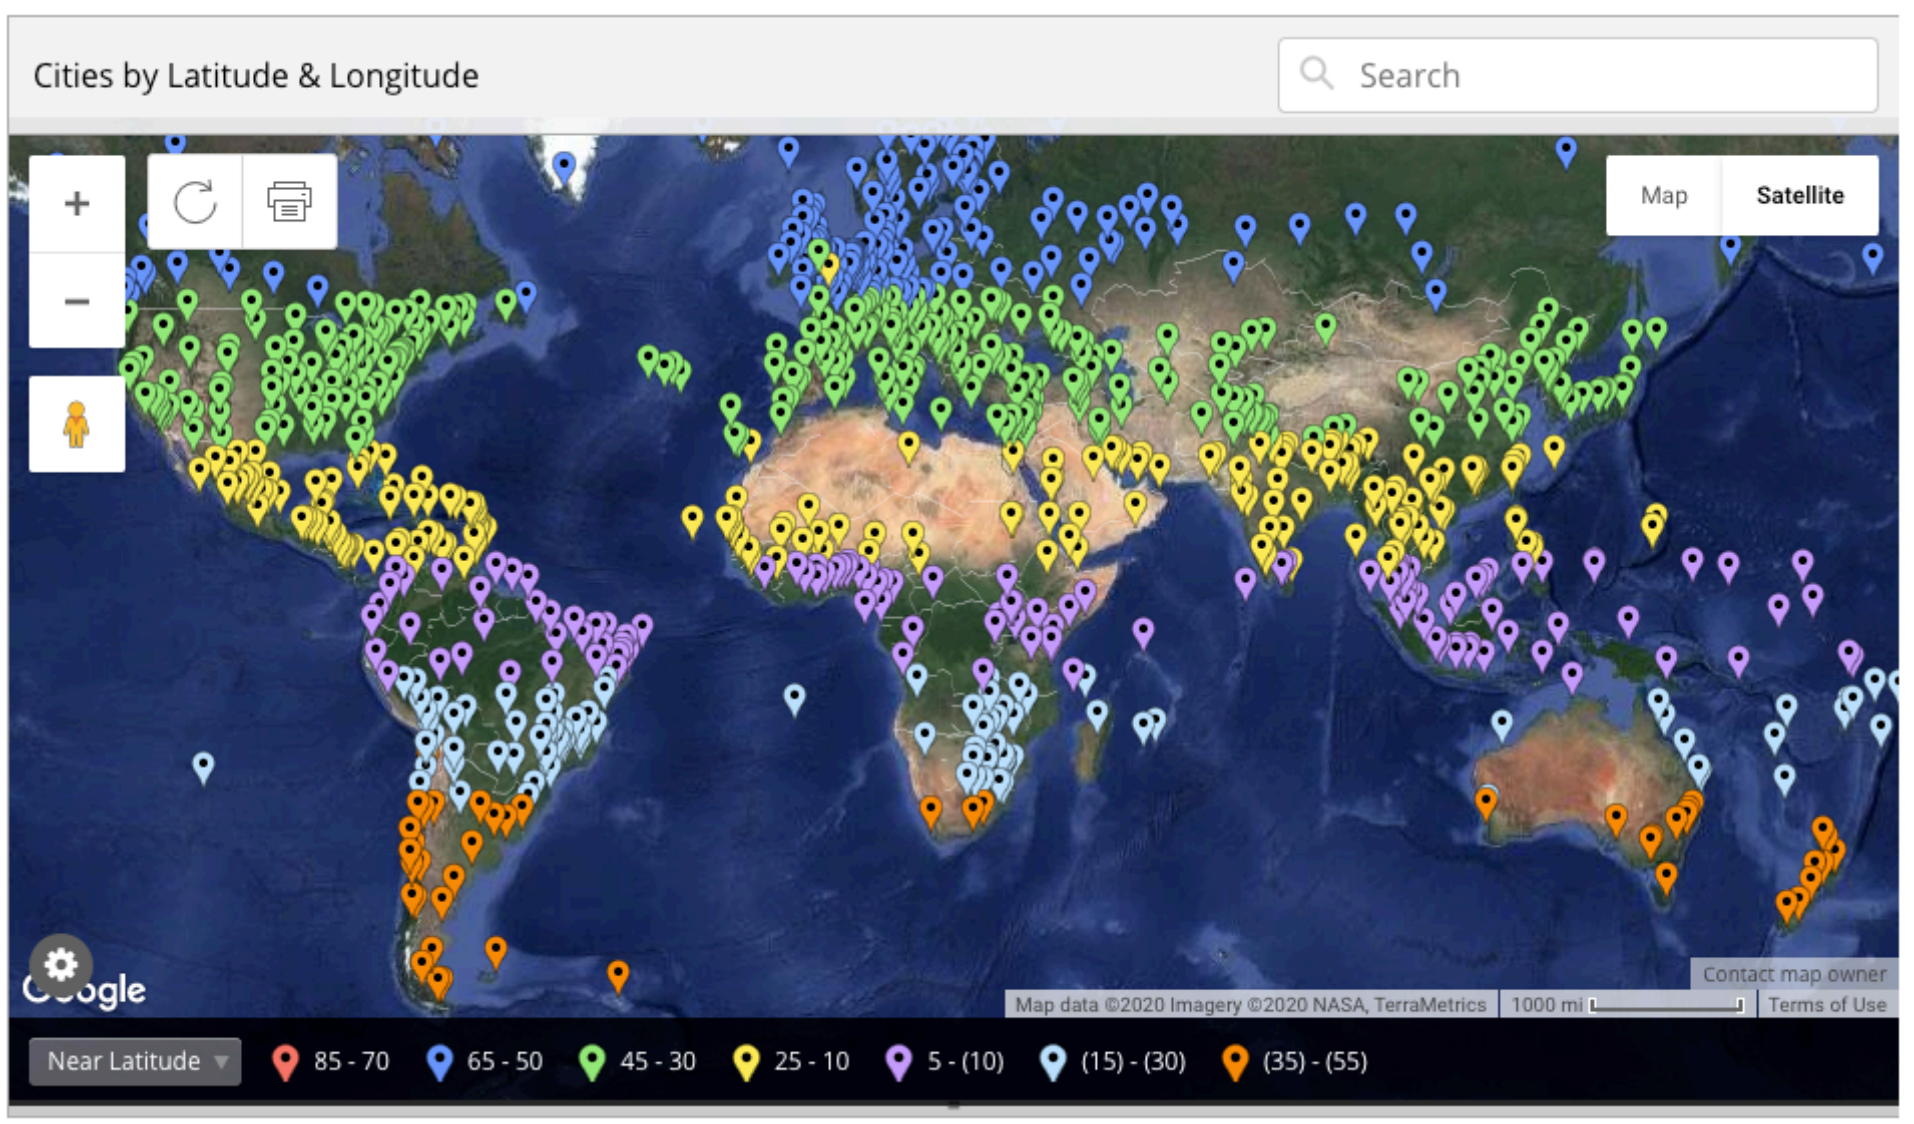 Cities by Latitude & Longitude
Search
+
Map
Satellite
−
Contact map owner
Google
Map data ©2020 Imagery ©2020 NASA, TerraMetrics
1000 mi
Terms of Use
Near Latitude ▼
85 - 70
65 - 50
45 - 30
25 - 10
5 - (10)
(15) - (30)
(35) - (55)